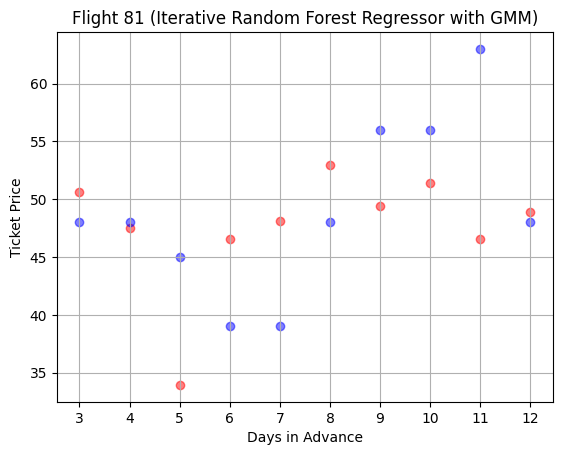 Flight 81 (Iterative Random Forest Regressor with GMM)
Ticket Price
60
55
50
45
40
35
3 4 5 6 7 8 9 10 11 12
Days in Advance